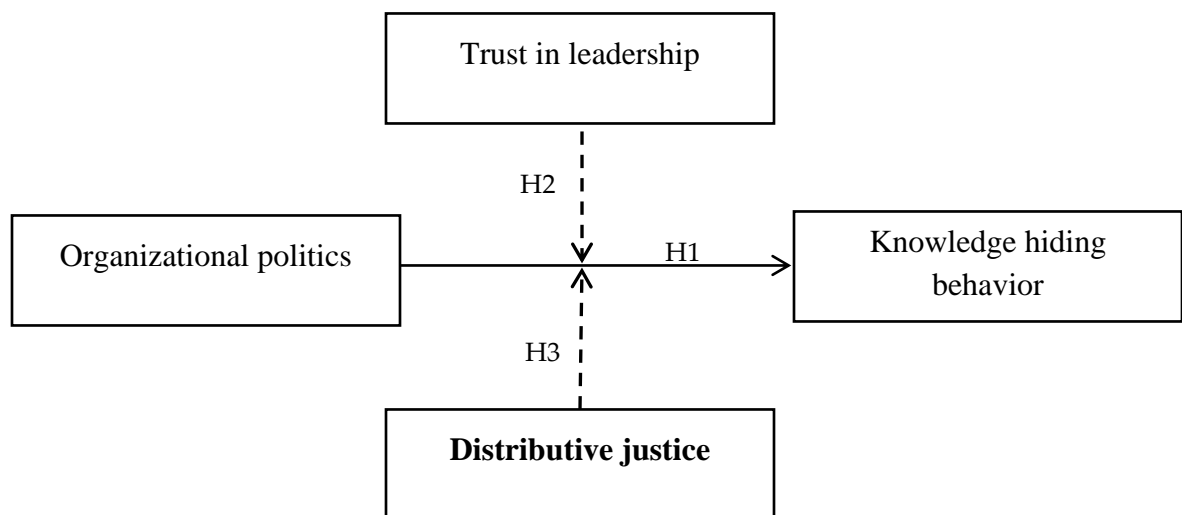 Trust in leadership
H2
Organizational politics
H1
Knowledge hiding
behavior
H3
Distributive justice